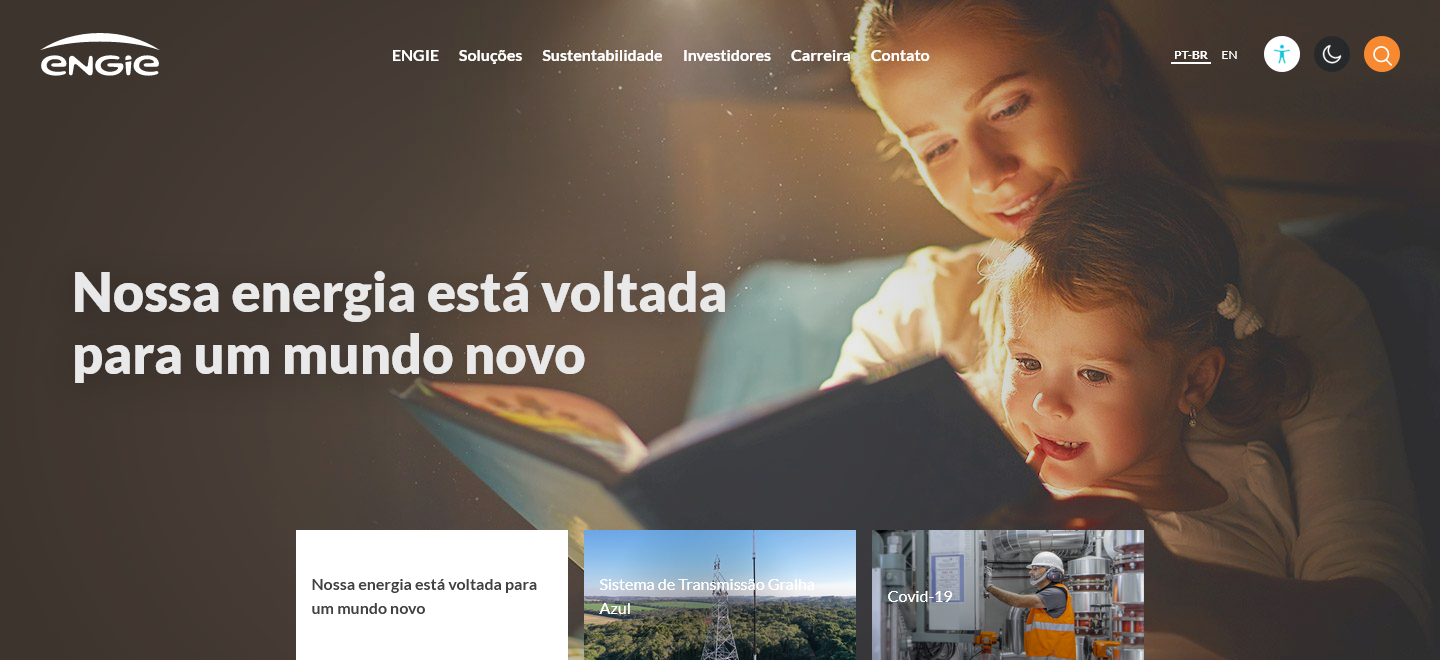 ENGIE
ENGIE Soluções Sustentabilidade Investidores Carreira Contato
PT-BR EN
Nossa energia está voltada
para um mundo novo
Nossa energia está voltada para
um mundo novo
Sistema de Transmissão Gralha
Azul
Covid-19